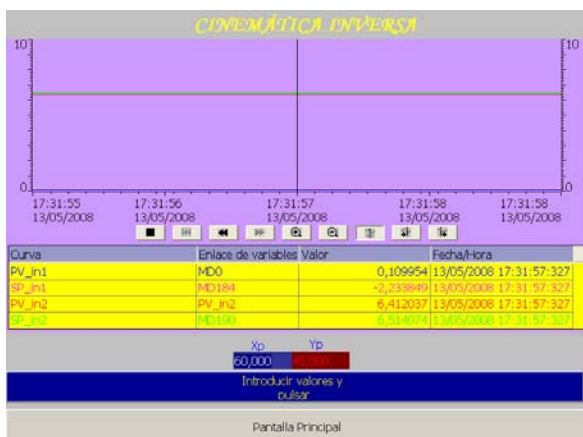 CINEMÁTICA INVERSA
10 10
0 0
17:31:55 17:31:56 17:31:57 17:31:58 17:31:58
13/05/2008 13/05/2008 13/05/2008 13/05/2008 13/05/2008
Curva Enlace de variables Valor Fecha/Hora
PV_in1 MD0 0,109954 13/05/2008 17:31:57:327
SP_in1 MD184 -2,233849 13/05/2008 17:31:57:327
PV_in2 PV_in2 6,412037 13/05/2008 17:31:57:327
SP_in2 MD190 6,514074 13/05/2008 17:31:57:327
Xp Yp
60,000
Introducir valores y
pulsar
Pantalla Principal